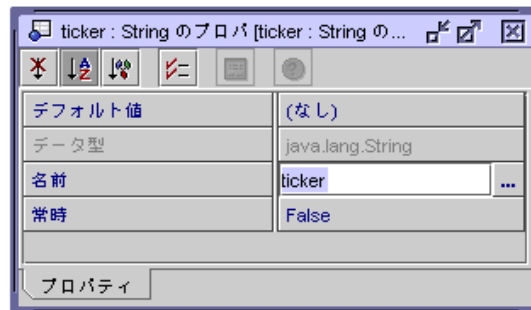 ticker : String のプロパ [ticker : String の...
デフォルト値 (なし)
データ型 java.lang.String
名前 ticker ...
常時 False
プロパティ